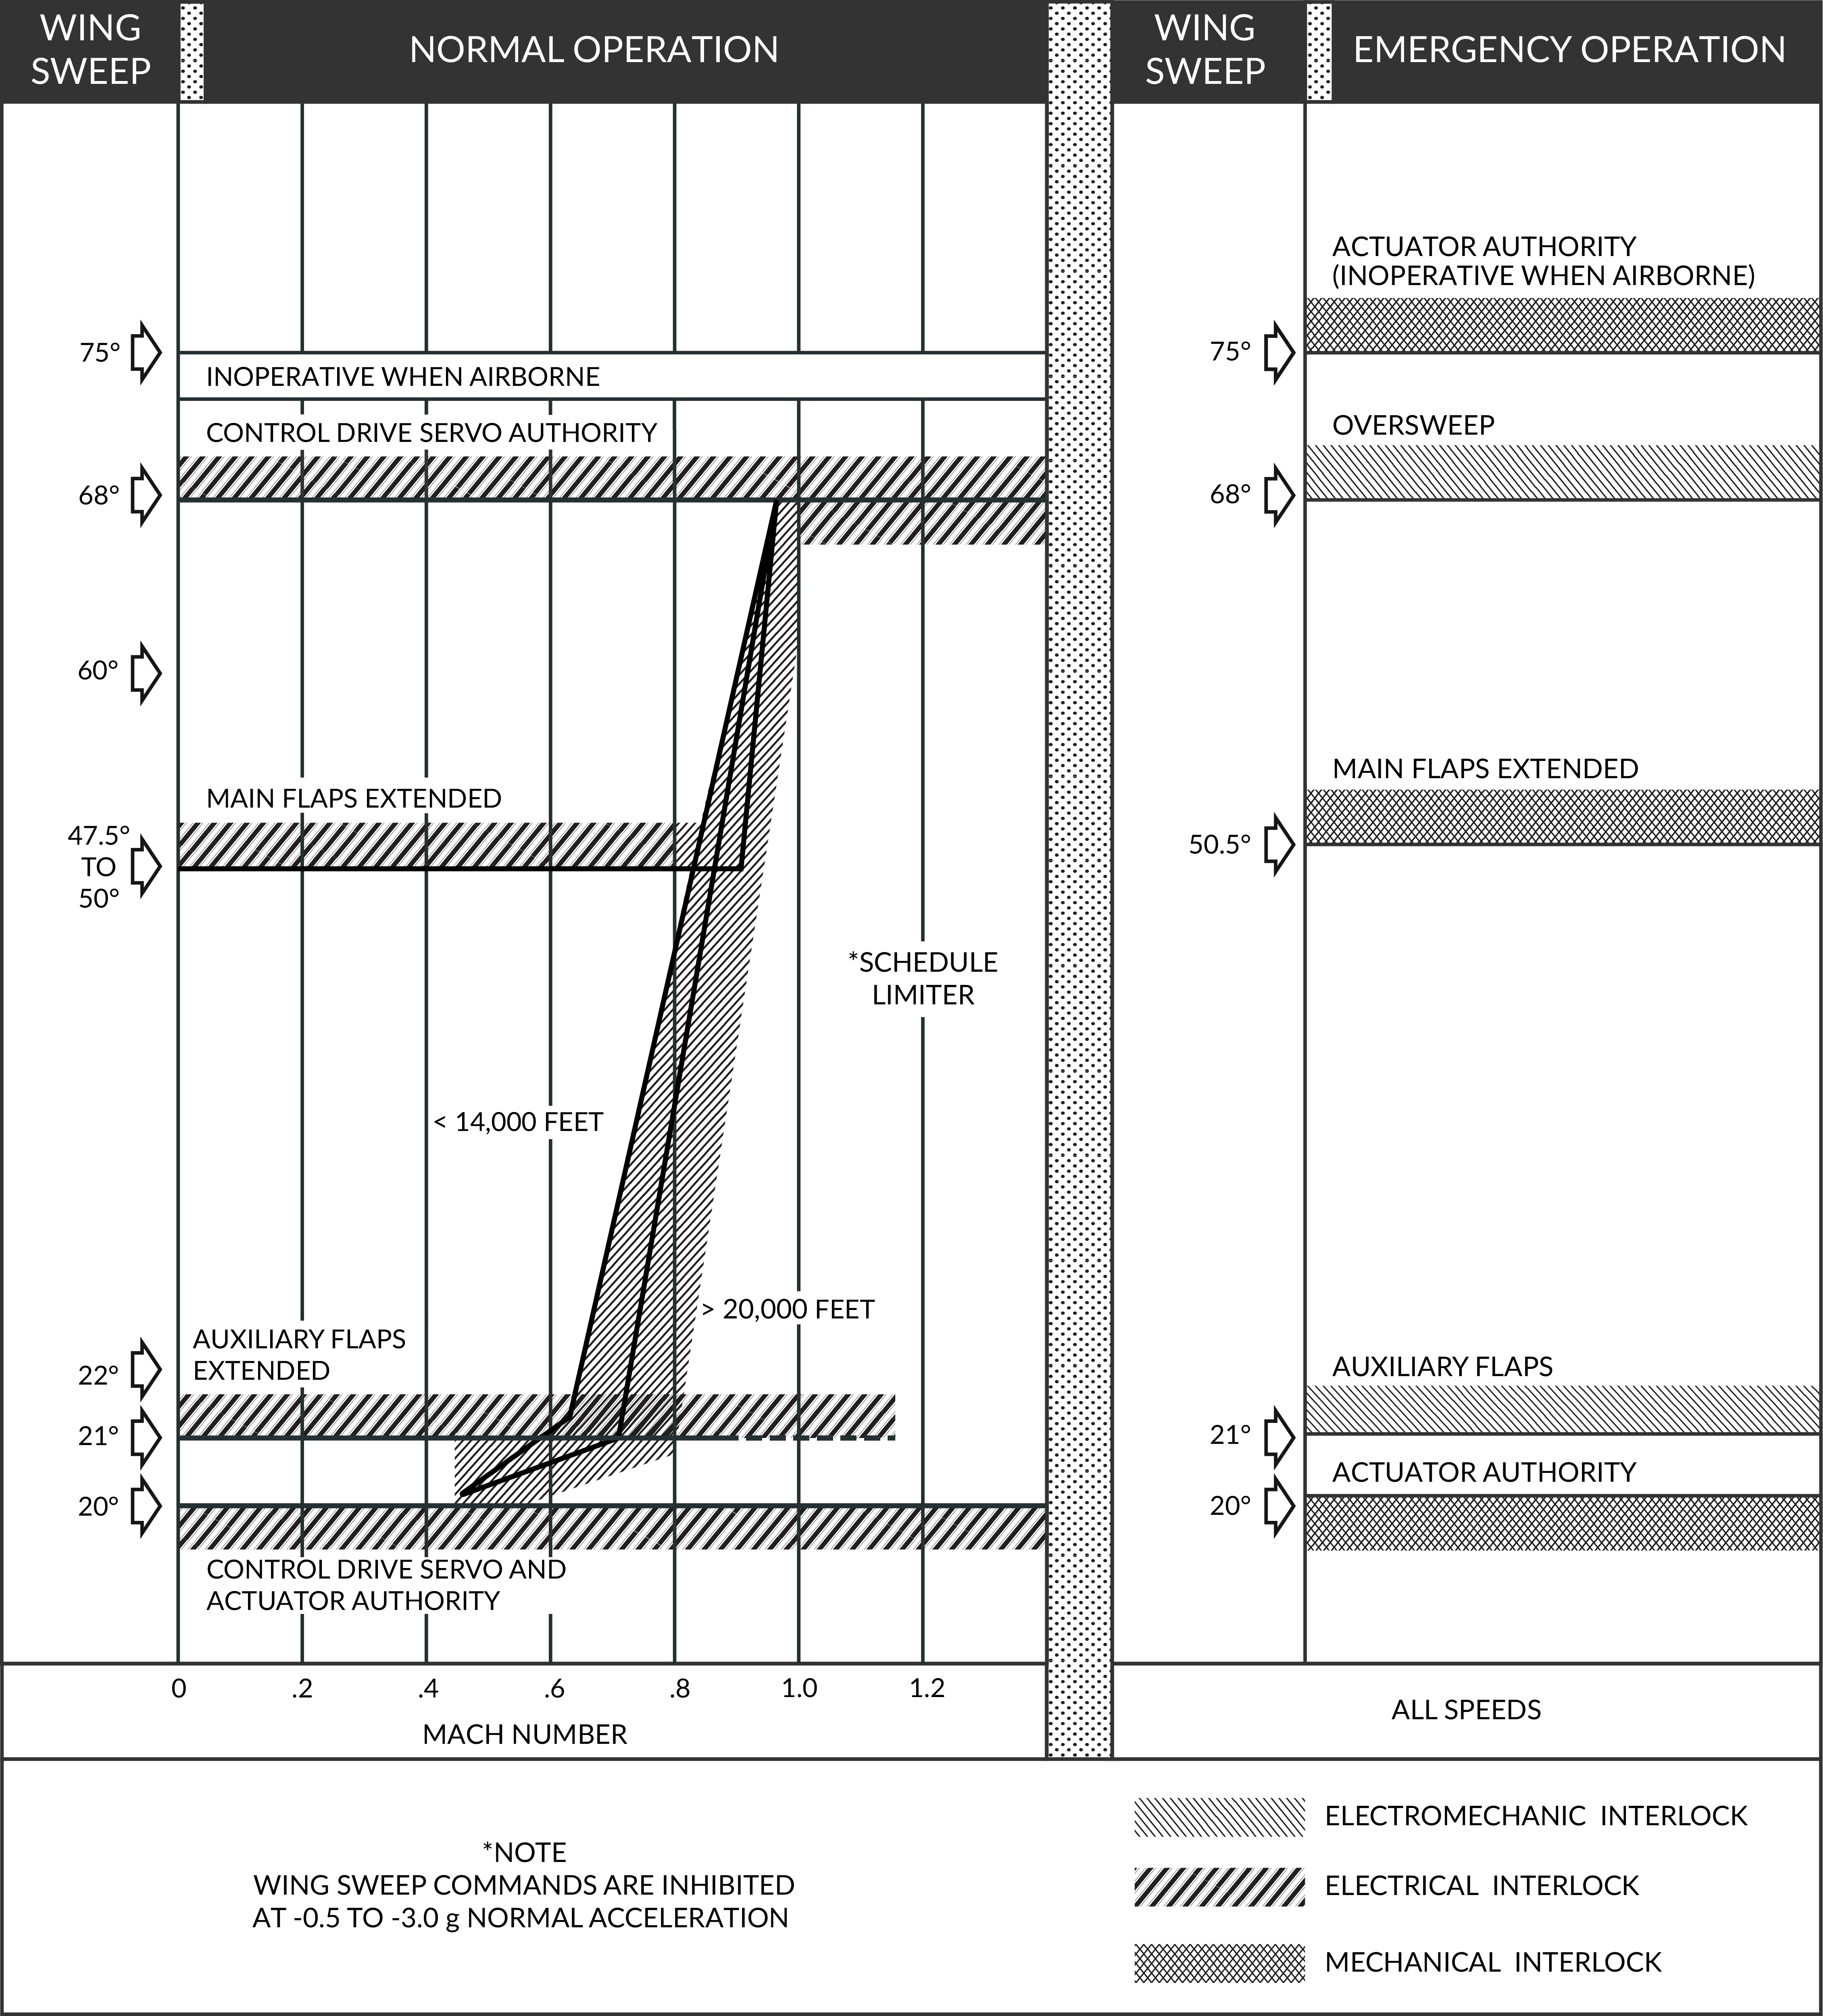 WING
SWEEP
NORMAL OPERATION
75°
INOPERATIVE WHEN AIRBORNE
CONTROL DRIVE SERVO AUTHORITY
68°
60°
MAIN FLAPS EXTENDED
47.5°
TO
50°
*SCHEDULE
LIMITER
< 14,000 FEET
> 20,000 FEET
AUXILIARY FLAPS
EXTENDED
22°
21°
20°
CONTROL DRIVE SERVO AND
ACTUATOR AUTHORITY
0 .2 .4 .6 .8 1.0 1.2
MACH NUMBER
WING
SWEEP
EMERGENCY OPERATION
ACTUATOR AUTHORITY
(INOPERATIVE WHEN AIRBORNE)
75°
OVERSWEEP
68°
MAIN FLAPS EXTENDED
50.5°
AUXILIARY FLAPS
21°
ACTUATOR AUTHORITY
20°
ALL SPEEDS
*NOTE
WING SWEEP COMMANDS ARE INHIBITED
AT -0.5 TO -3.0 g NORMAL ACCELERATION
ELECTROMECHANIC INTERLOCK
ELECTRICAL INTERLOCK
MECHANICAL INTERLOCK